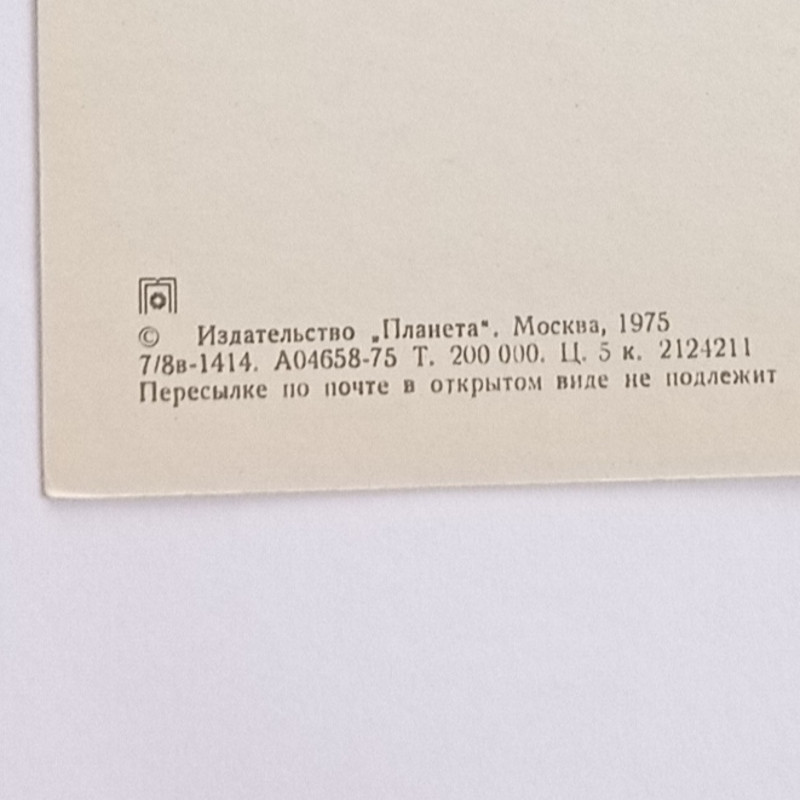 © Издательство „Планета“. Москва, 1975
7/8в-1414. А04658-75 Т. 200 000. Ц. 5 к. 2124211
Пересылке по почте в открытом виде не подлежит